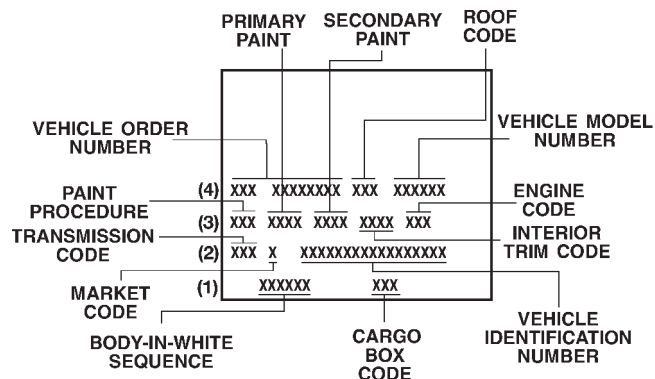 PRIMARY PAINT
SECONDARY PAINT
ROOF CODE
VEHICLE ORDER NUMBER
VEHICLE MODEL NUMBER
(4) XXX XXXXXXXX XXX XXXXXX
PAINT PROCEDURE
ENGINE CODE
(3) XXX XXXX XXXX XXXX XXX
TRANSMISSION CODE
INTERIOR TRIM CODE
(2) XXX X XXXXXXXXXXXXXXXXX
MARKET CODE
(1) XXXXXX XXX
BODY-IN-WHITE SEQUENCE
CARGO BOX CODE
VEHICLE IDENTIFICATION NUMBER